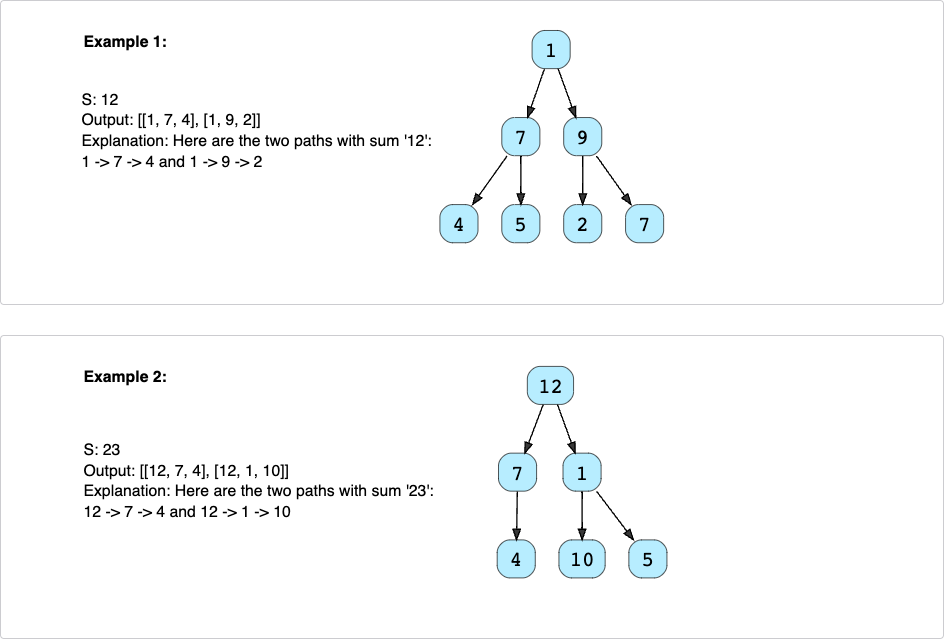 Example 1:
S: 12
Output: [[1, 7, 4], [1, 9, 2]]
Explanation: Here are the two paths with sum '12':
1 -> 7 -> 4 and 1 -> 9 -> 2
1
7 9
4 5 2 7
Example 2:
S: 23
Output: [[12, 7, 4], [12, 1, 10]]
Explanation: Here are the two paths with sum '23':
12 -> 7 -> 4 and 12 -> 1 -> 10
12
7 1
4 10 5